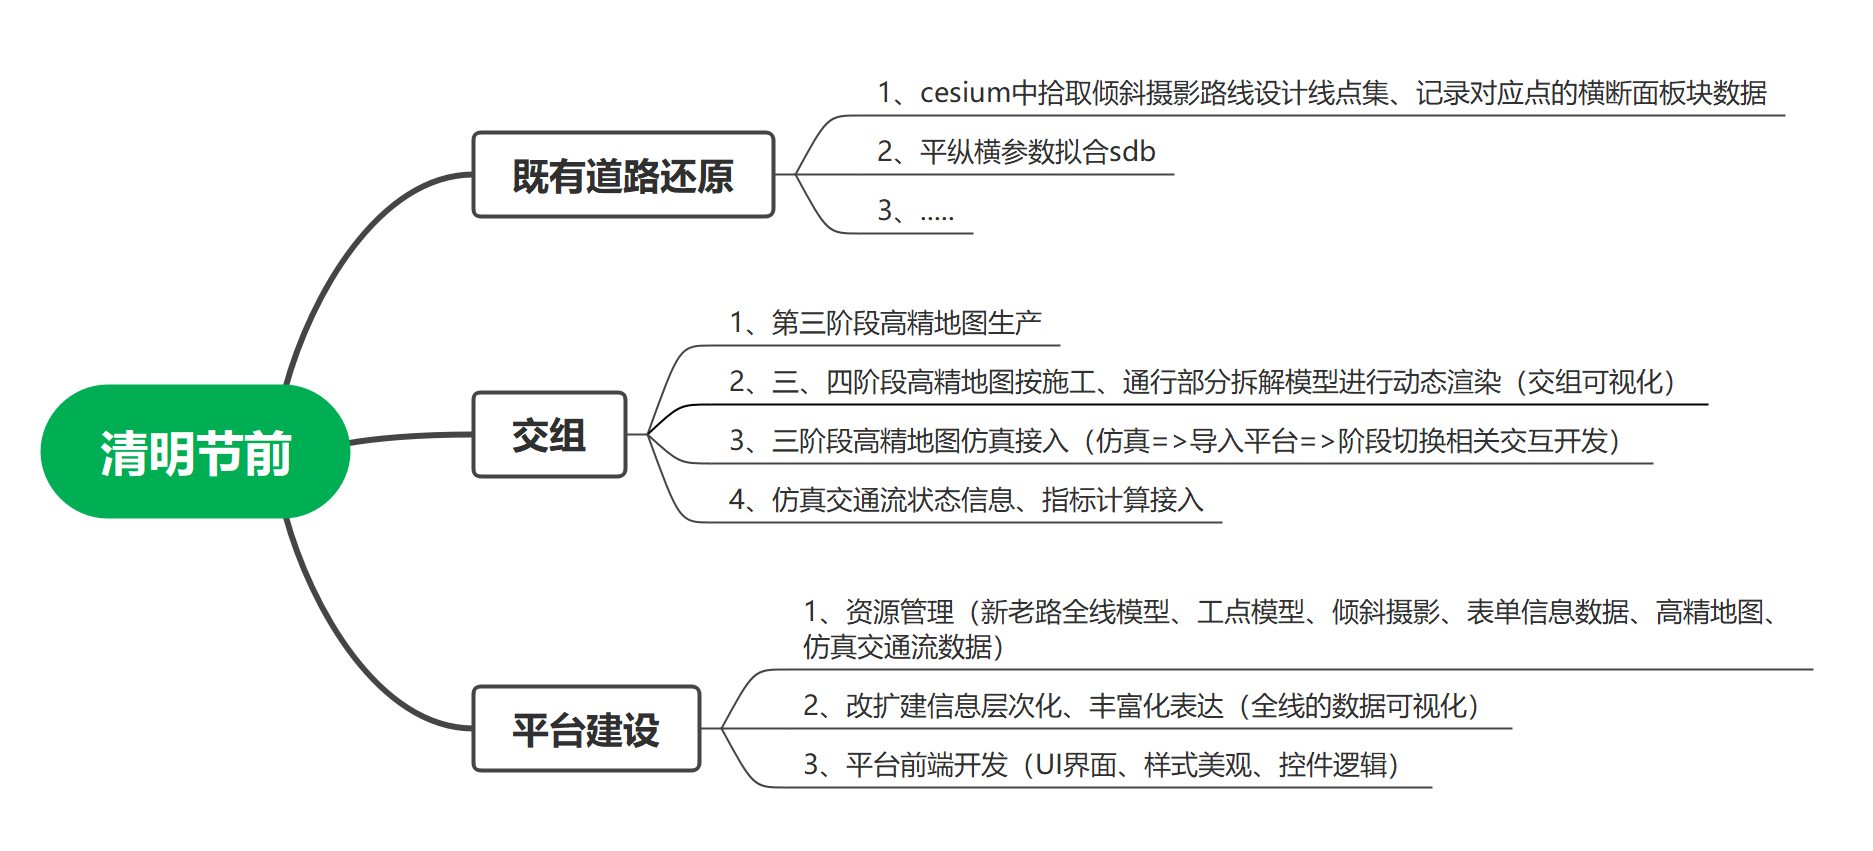 清明节前
既有道路还原
1、cesium中拾取倾斜摄影路线设计线点集、记录对应点的横断面板块数据
2、平纵横参数拟合sdb
3、.....
交组
1、第三阶段高精地图生产
2、三、四阶段高精地图按施工、通行部分拆解模型进行动态渲染（交组可视化）
3、三阶段高精地图仿真接入（仿真=>导入平台=>阶段切换相关交互开发）
4、仿真交通流状态信息、指标计算接入
平台建设
1、资源管理（新老路全线模型、工点模型、倾斜摄影、表单信息数据、高精地图、
仿真交通流数据）
2、改扩建信息层次化、丰富化表达（全线的数据可视化）
3、平台前端开发（UI界面、样式美观、控件逻辑）